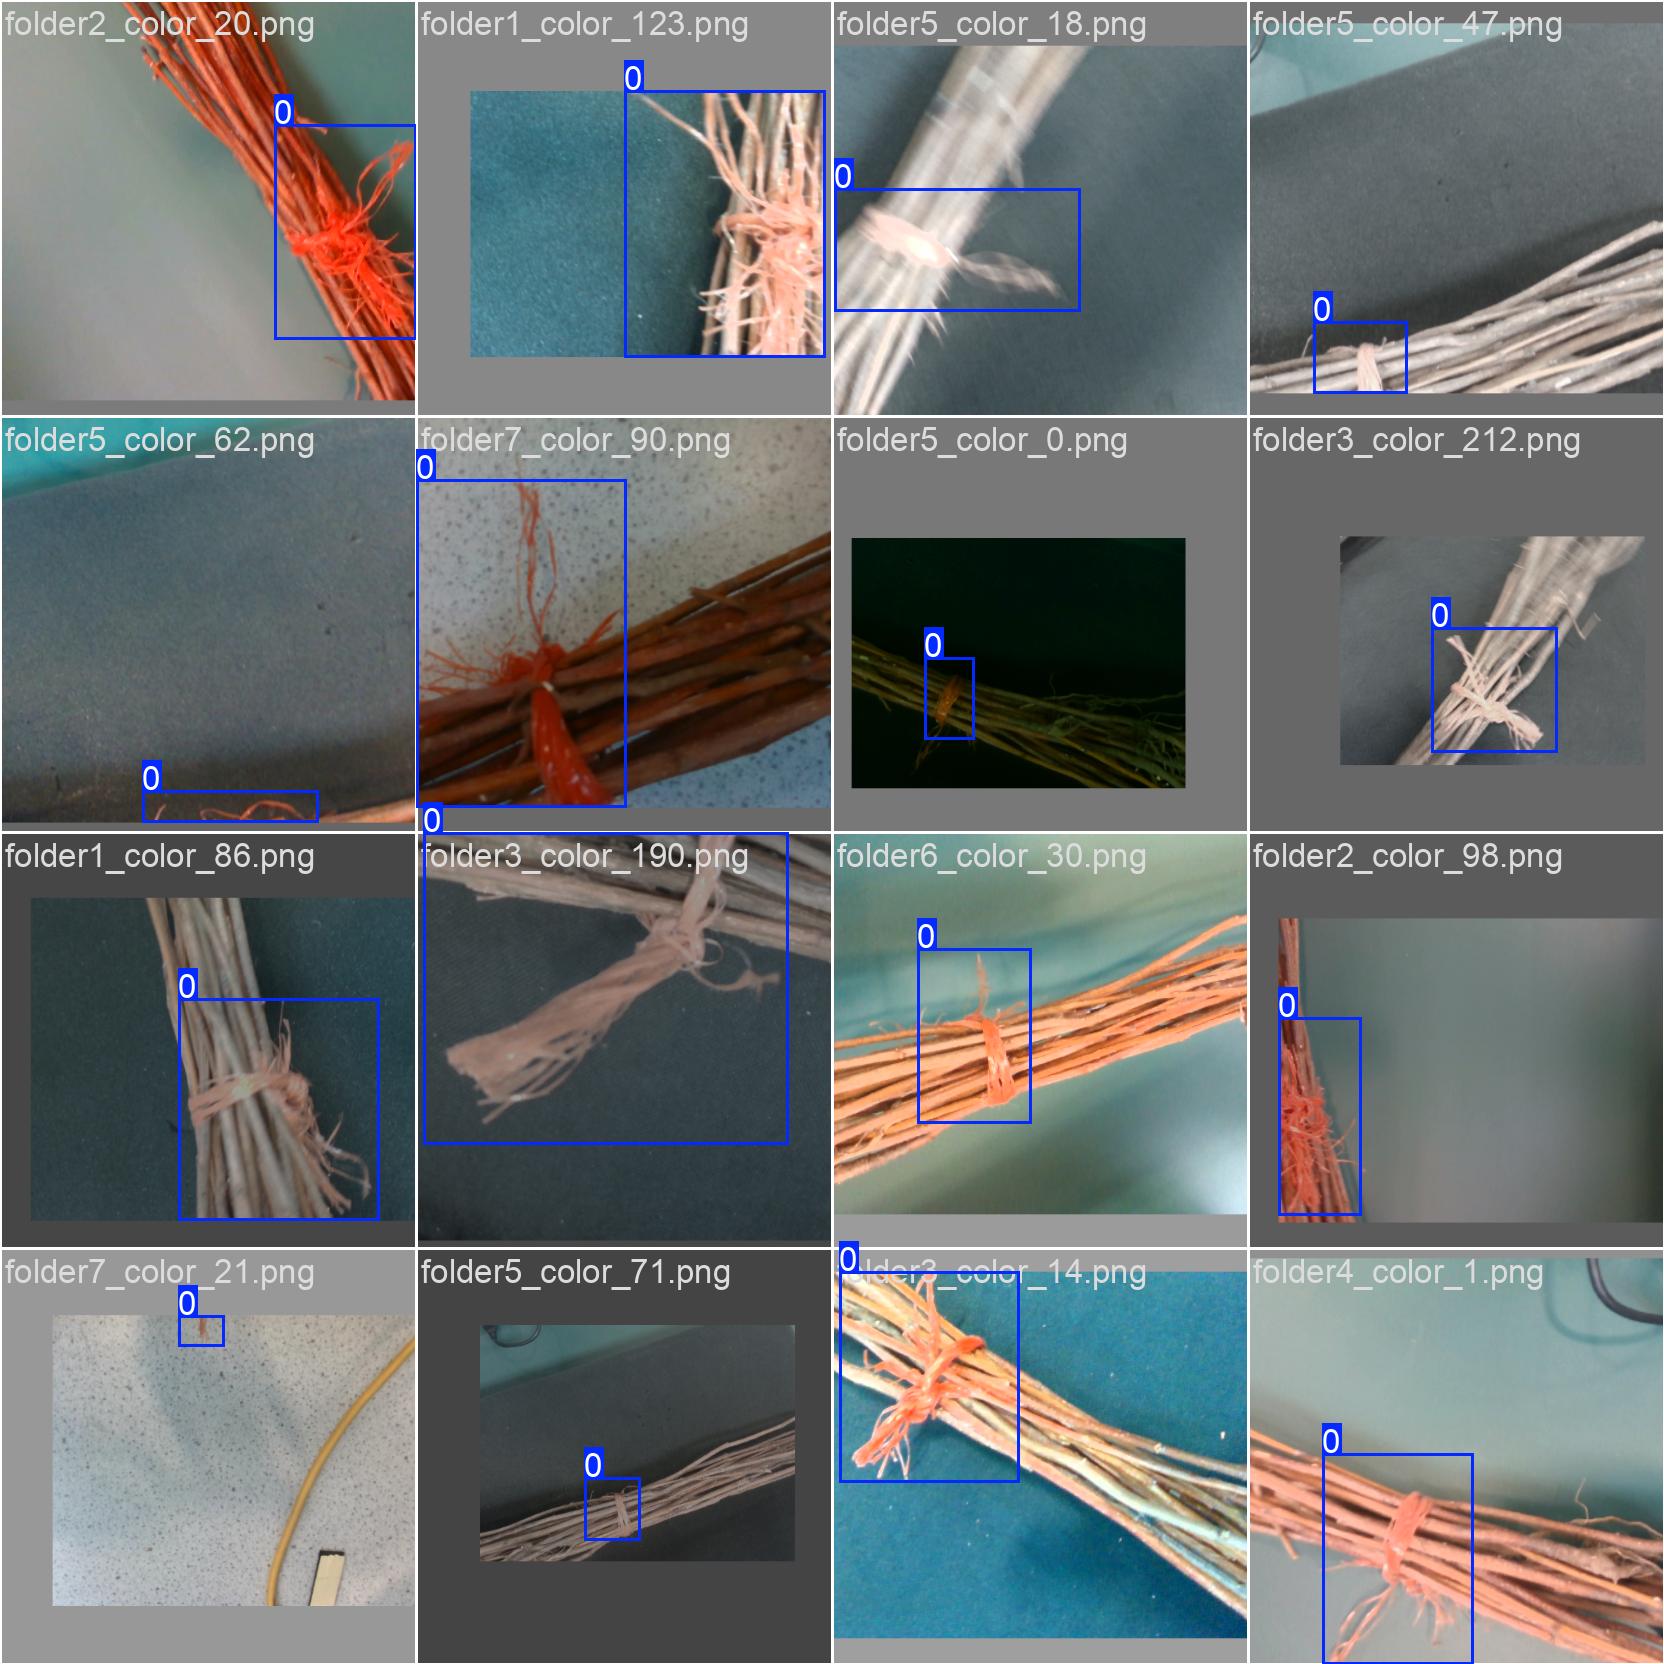 folder2_color_20.png
0
folder1_color_123.png
0
folder5_color_18.png
0
folder5_color_47.png
0
folder5_color_62.png
0
folder7_color_90.png
0
folder5_color_0.png
0
folder3_color_212.png
0
folder1_color_86.png
0
folder3_color_190.png
0
folder6_color_30.png
0
folder2_color_98.png
0
folder7_color_21.png
0
folder5_color_71.png
0
folder3_color_14.png
0
folder4_color_1.png
0